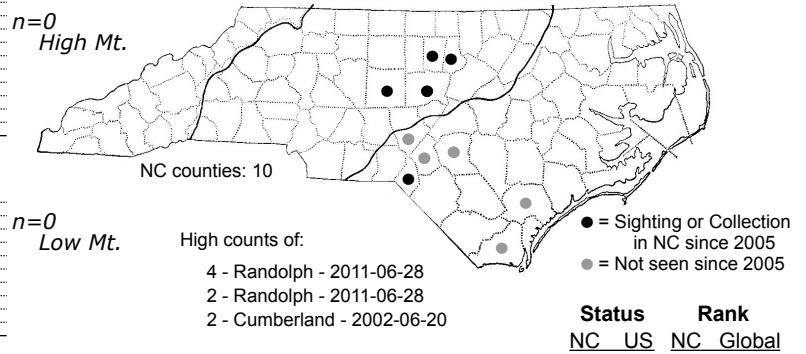 n=0
High Mt.
NC counties: 10
n=0
Low Mt.
High counts of:
4 - Randolph - 2011-06-28
2 - Randolph - 2011-06-28
2 - Cumberland - 2002-06-20
● = Sighting or Collection
in NC since 2005
● = Not seen since 2005
Status Rank
NC US NC Global